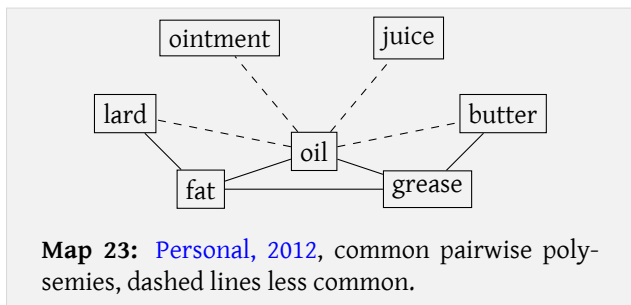 ointment juice
lard butter
oil
fat grease
Map 23: Personal, 2012, common pairwise poly-
semies, dashed lines less common.